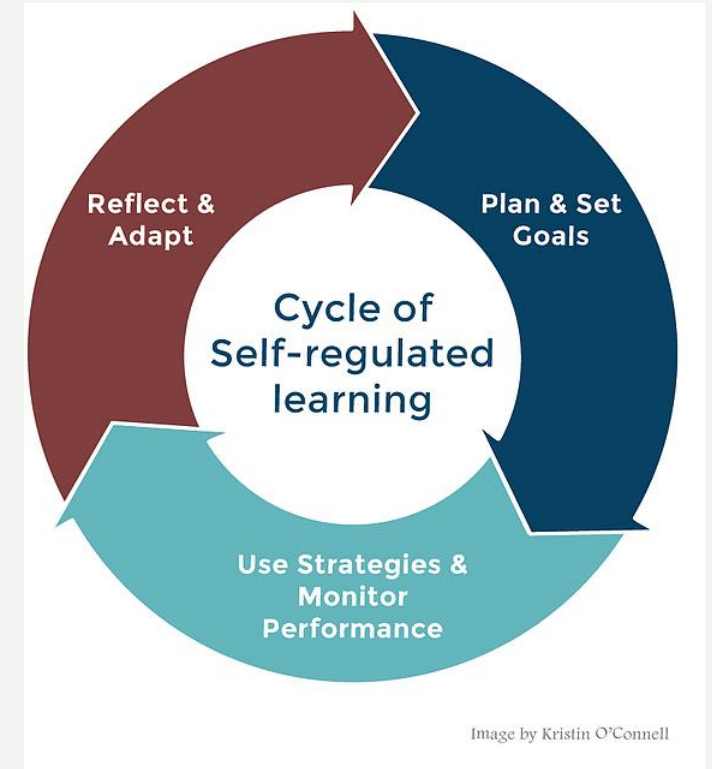 Reflect &
Adapt
Plan & Set
Goals
Cycle of
Self-regulated
learning
Use Strategies &
Monitor
Performance
Image by Kristin O'Connell